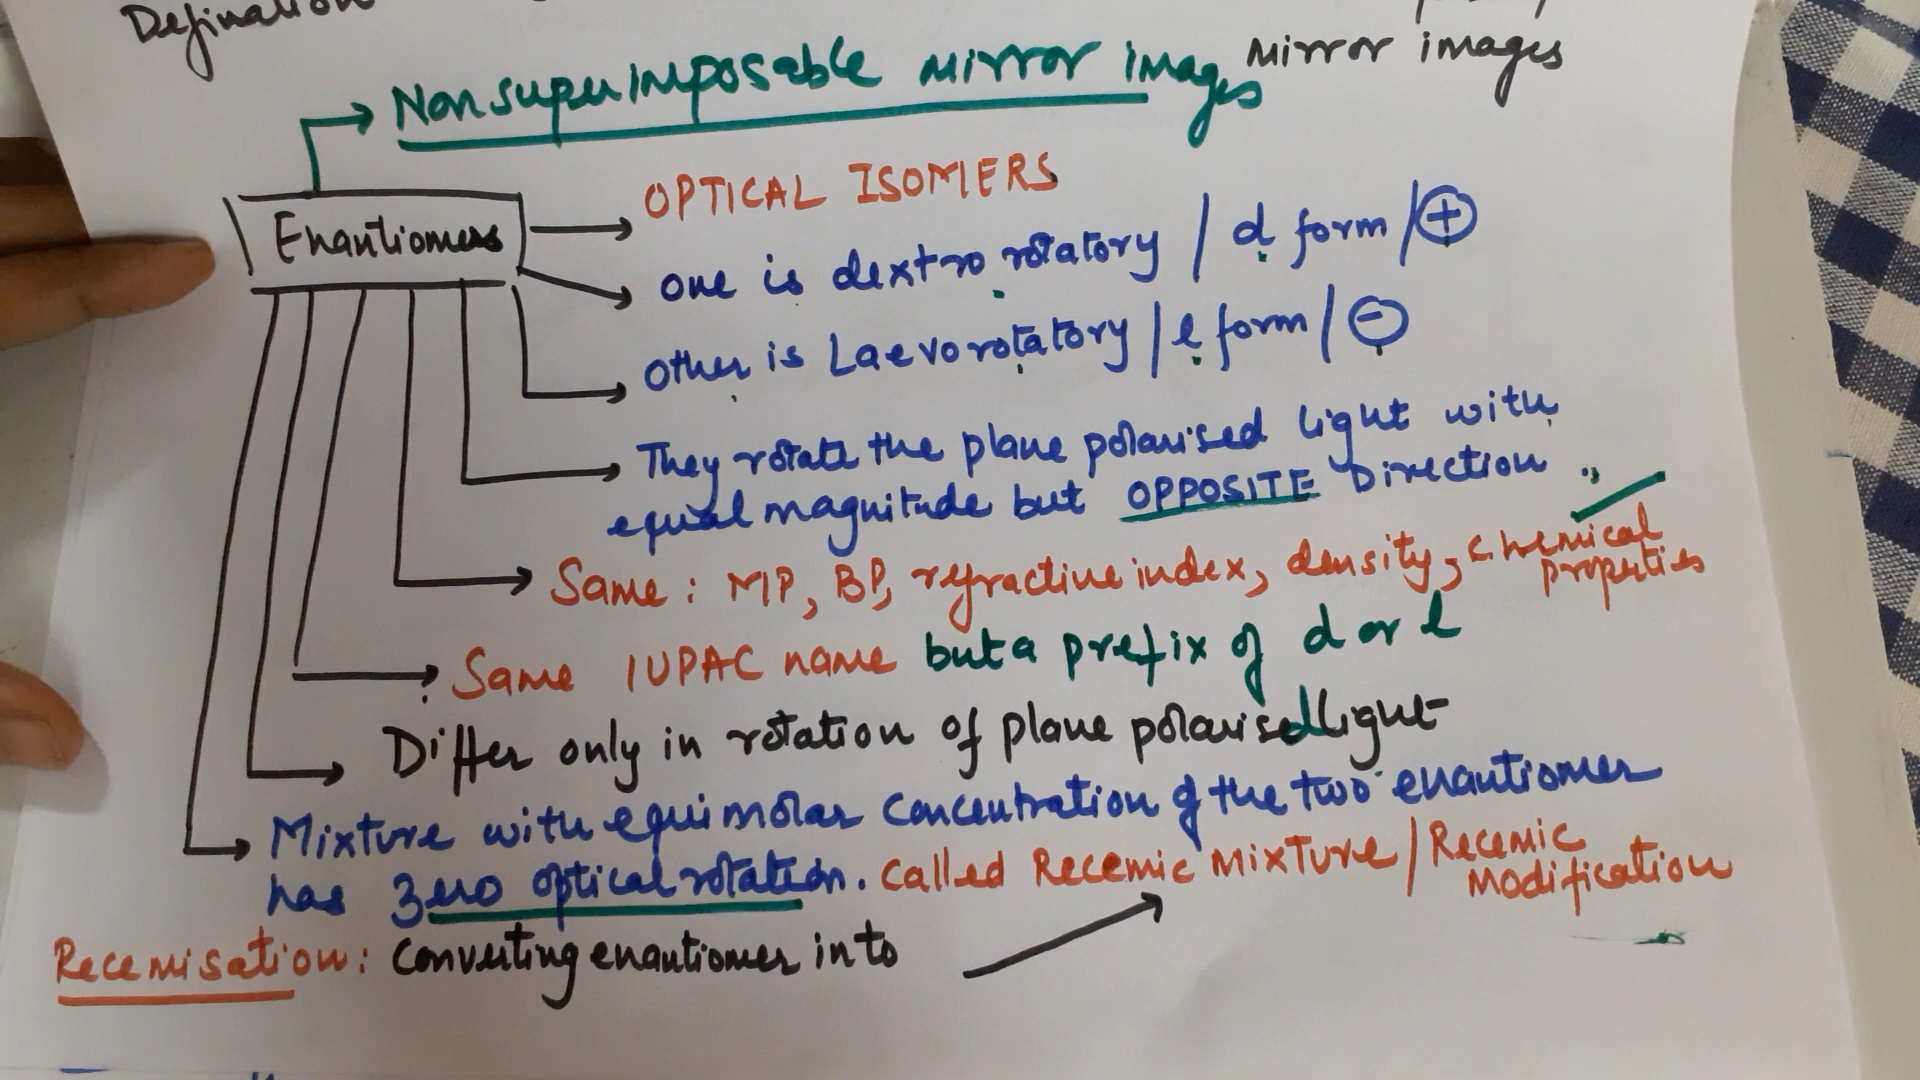 Defination
mirror images
Nonsuperimposable mirror images
OPTICAL ISOMERS
Enantiomers
one is dextro rotatory / d form / ⊕
other is Laevorotatory / l form / ⊖
They rotate the plane polarised light with
equal magnitude but OPPOSITE Direction
Same : MP, BP, refractive index, density, chemical
properties
Same IUPAC name but a prefix of d or l
Differ only in rotation of plane polarised light
Mixture with equimolar concentration of the two enantiomer
has zero optical rotation. Called Recemic Mixture / Recemic
Modification
Recemisation : Converting enantiomer into